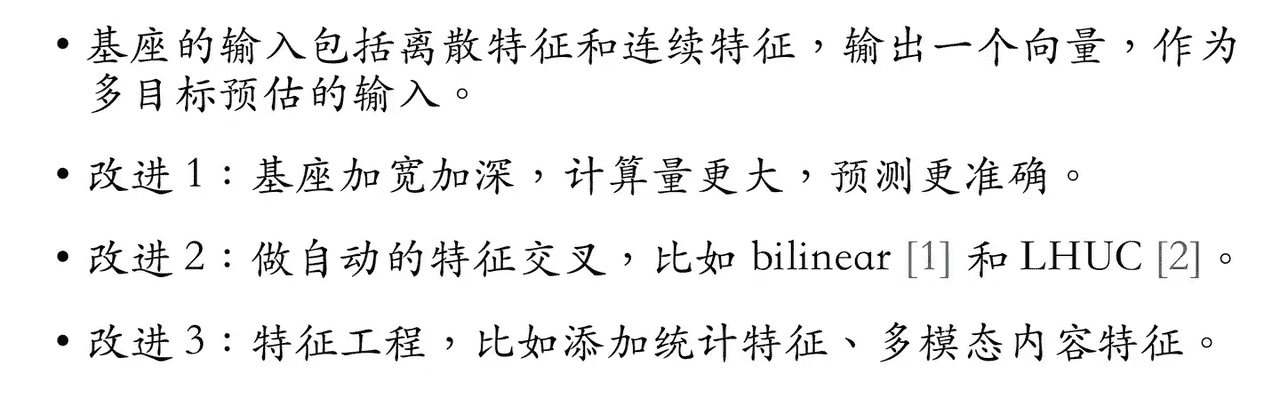 • 基座的输入包括离散特征和连续特征，输出一个向量，作为
多目标预估的输入。
• 改进 1：基座加宽加深，计算量更大，预测更准确。
• 改进 2：做自动的特征交叉，比如 bilinear [1] 和 LHUC [2]。
• 改进 3：特征工程，比如添加统计特征、多模态内容特征。